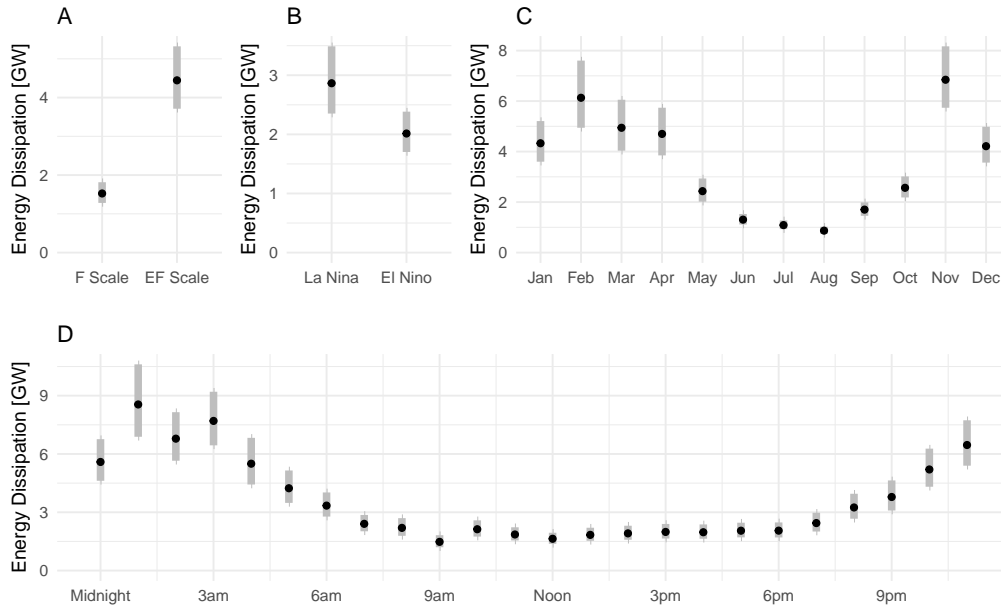 A
Energy Dissipation [GW]
4
2
0
F Scale EF Scale
B
Energy Dissipation [GW]
3
2
1
0
La Nina El Nino
C
Energy Dissipation [GW]
8
6
4
2
0
Jan Feb Mar Apr May Jun Jul Aug Sep Oct Nov Dec
D
Energy Dissipation [GW]
9
6
3
0
Midnight 3am 6am 9am Noon 3pm 6pm 9pm